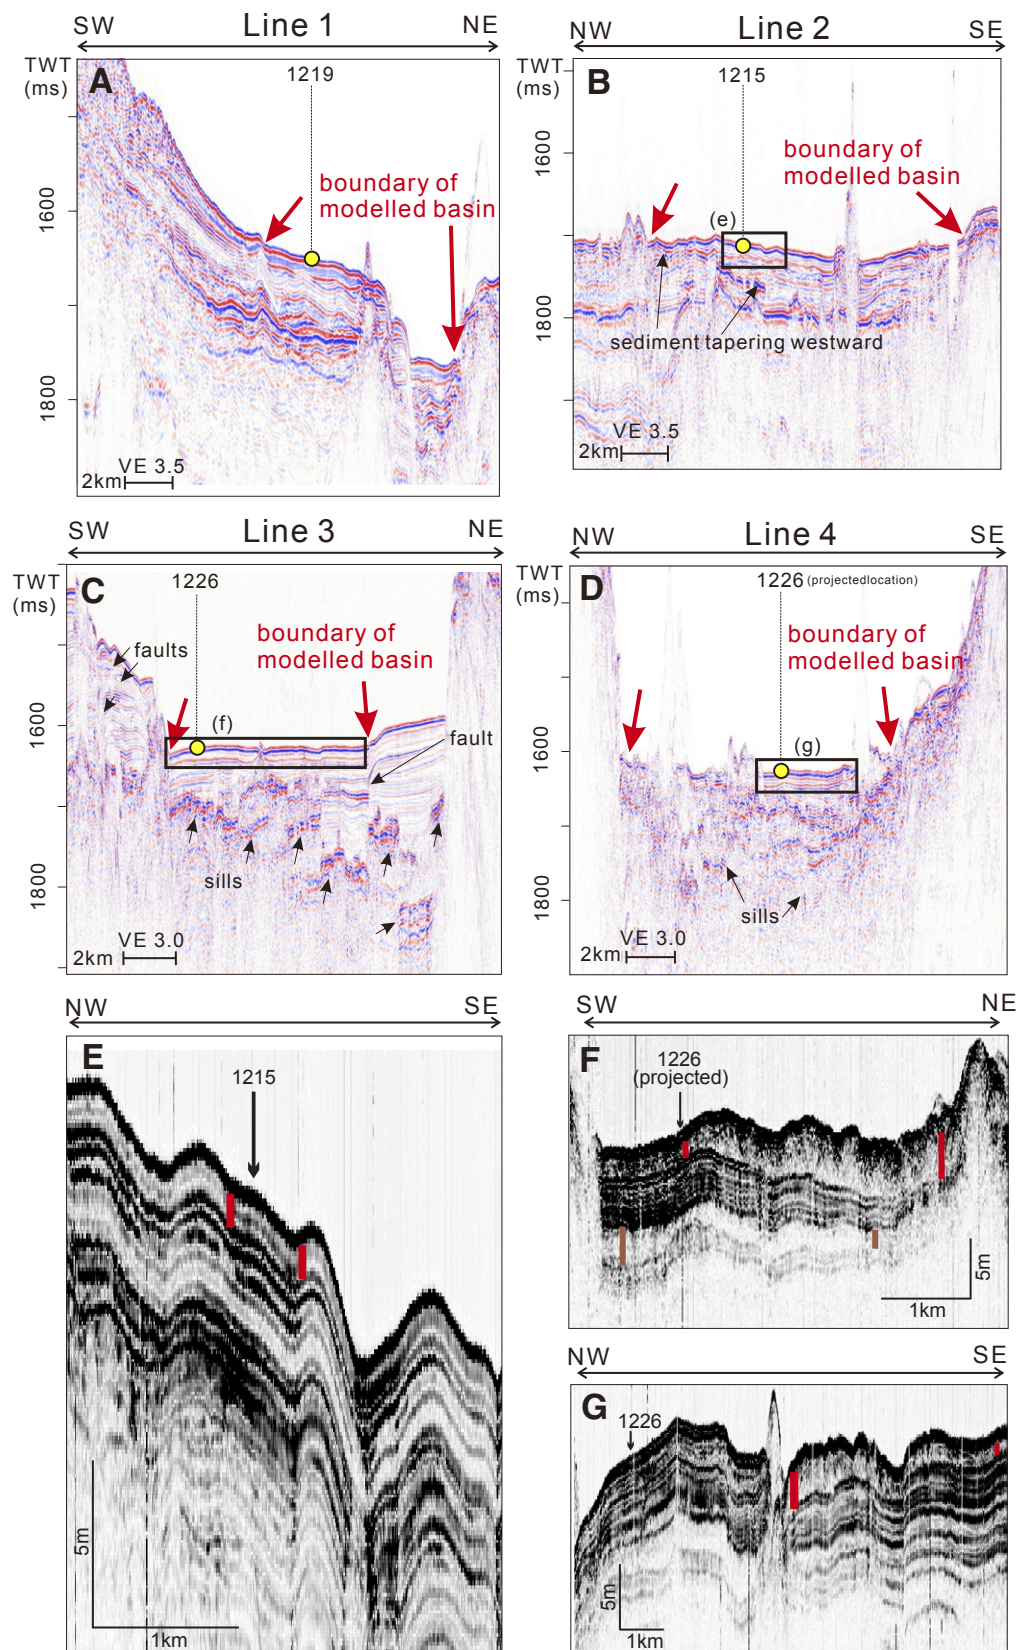 SW Line 1 NE
TWT
(ms)
A
1219
1600
1800
boundary of
modelled basin
VE 3.5
2km
NW Line 2 SE
TWT
(ms)
B
1215
1600
1800
boundary of
modelled basin
(e)
sediment tapering westward
VE 3.5
2km
SW Line 3 NE
TWT
(ms)
C
1226
faults
1600
1800
boundary of
modelled basin
(f)
fault
sills
VE 3.0
2km
NW Line 4 SE
TWT
(ms)
D
1226 (projectedlocation)
1600
1800
boundary of
modelled basin
(g)
sills
VE 3.0
2km
NW SE
E
1215
5m
1km
SW NE
F
1226
(projected)
5m
1km
NW SE
G
1226
5m
1km